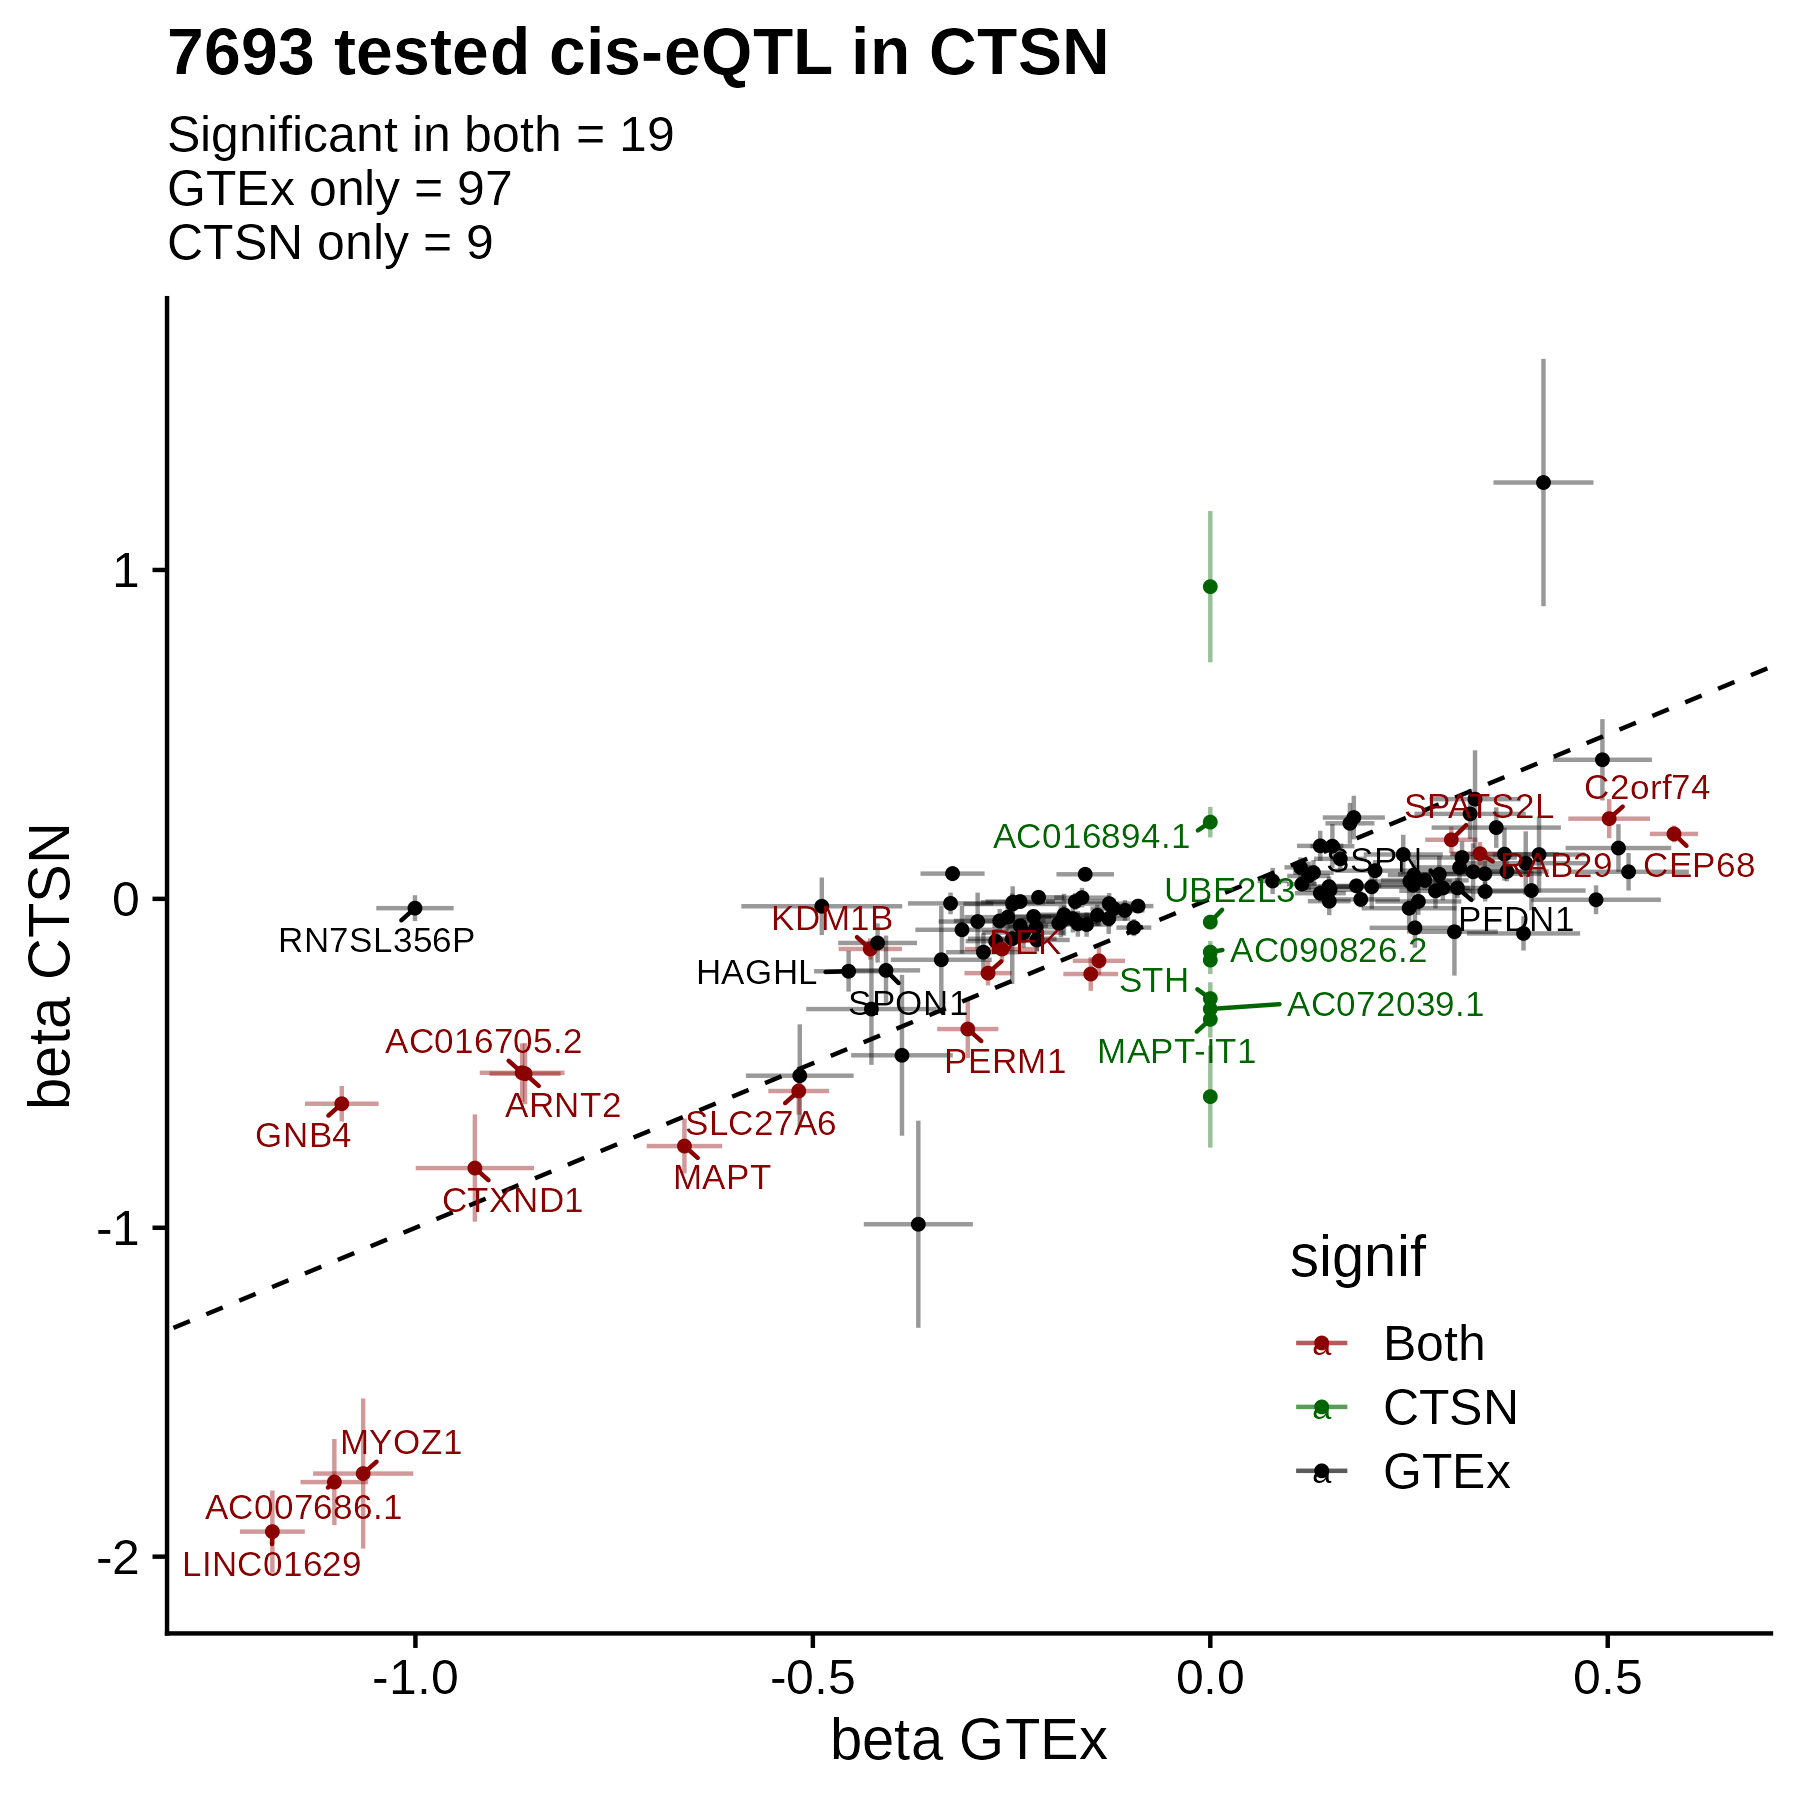 7693 tested cis-eQTL in CTSN
Significant in both = 19
GTEx only = 97
CTSN only = 9
beta CTSN
1
0
-1
-2
C2orf74
SPATS2L
AC016894.1
SSPN
RAB29
CEP68
UBE2L3
KDM1B
PFDN1
RN7SL356P
AC090826.2
HAGHL
STH
SPON1
AC072039.1
AC016705.2
MAPT-IT1
PERM1
ARNT2
SLC27A6
GNB4
MAPT
CTXND1
MYOZ1
AC007686.1
LINC01629
signif
a Both
a CTSN
a GTEx
-1.0 -0.5 0.0 0.5
beta GTEx